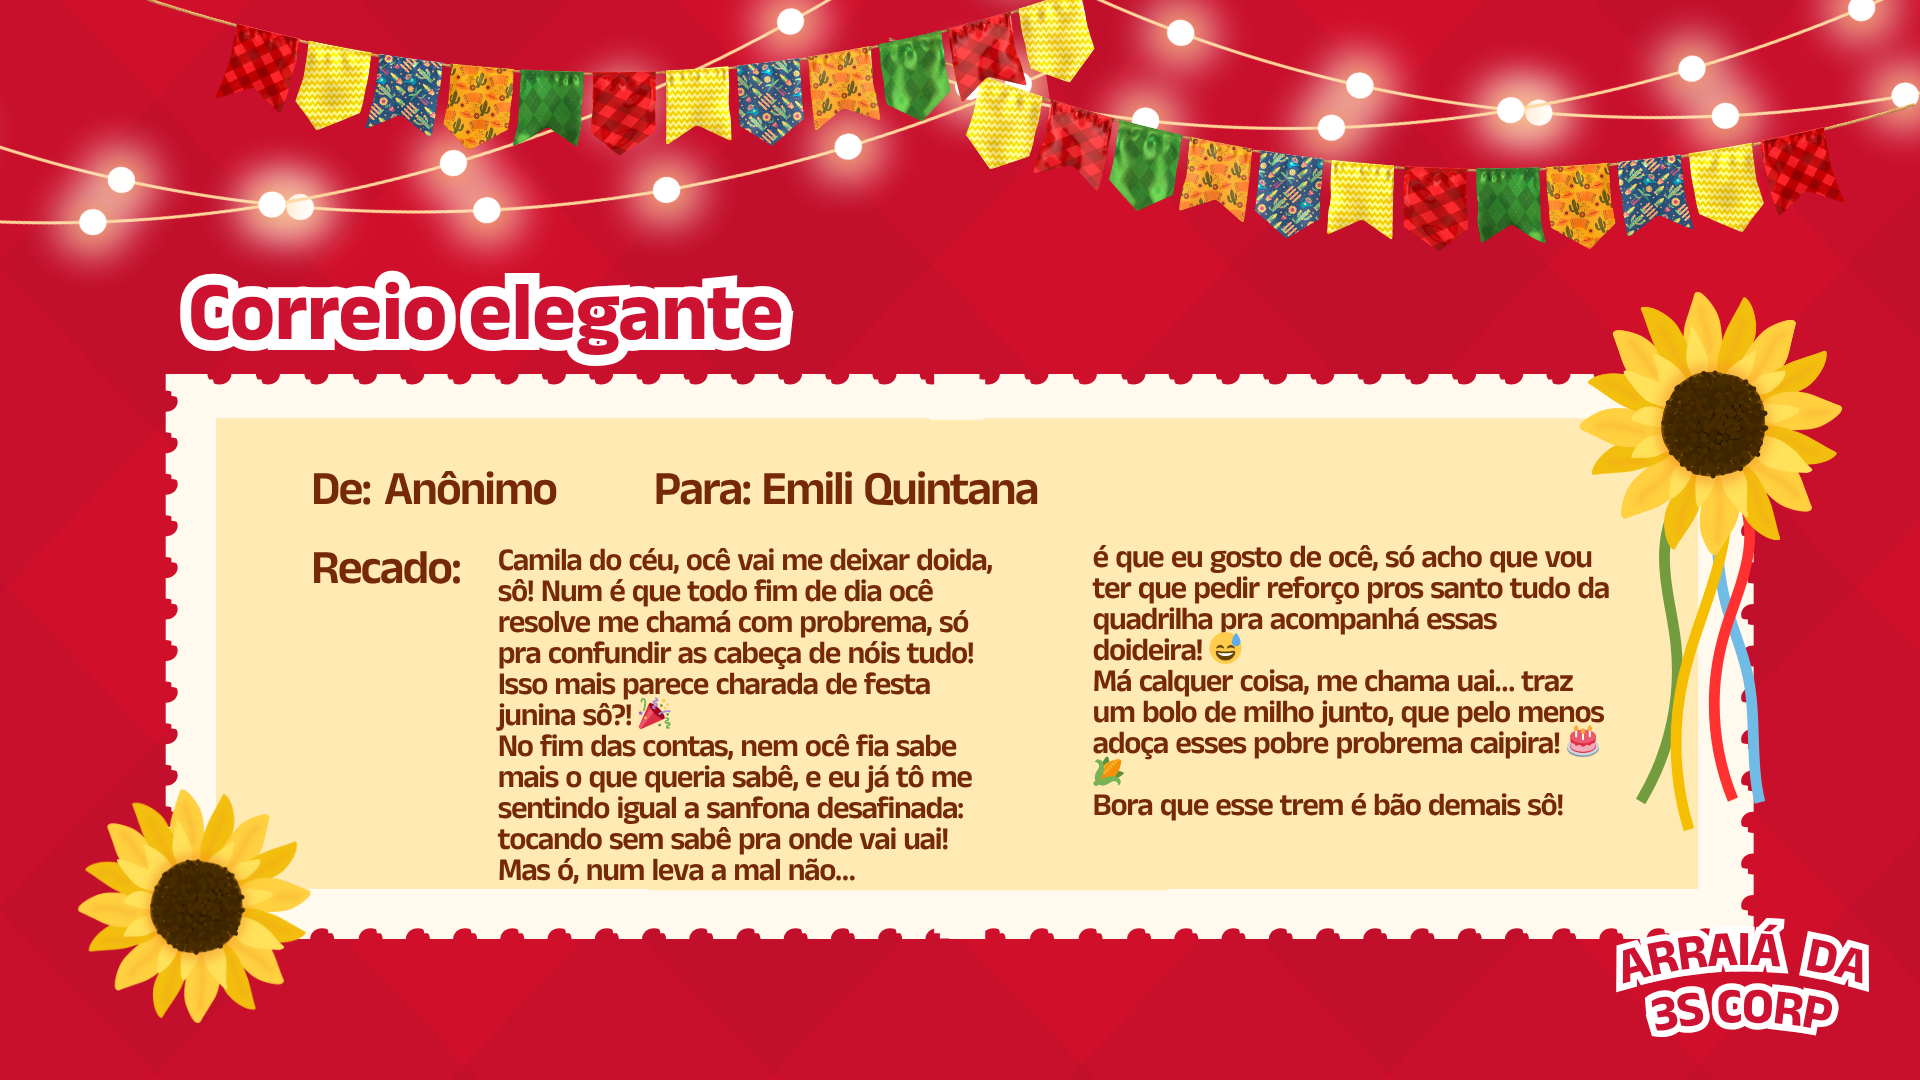 Correio elegante
De: Anônimo
Para: Emili Quintana
Recado:
Camila do céu, ocê vai me deixar doida,
sô! Num é que todo fim de dia ocê
resolve me chamá com probrema, só
pra confundir as cabeça de nóis tudo!
Isso mais parece charada de festa
junina sô?! 🎉
No fim das contas, nem ocê fia sabe
mais o que queria sabê, e eu já tô me
sentindo igual a sanfona desafinada:
tocando sem sabê pra onde vai uai!
Mas ó, num leva a mal não...
é que eu gosto de ocê, só acho que vou
ter que pedir reforço pros santo tudo da
quadrilha pra acompanhá essas
doideira! 😅
Má calquer coisa, me chama uai... traz
um bolo de milho junto, que pelo menos
adoça esses pobre probrema caipira! 🎂
🌽
Bora que esse trem é bão demais sô!
ARRAIÁ DA
3S CORP